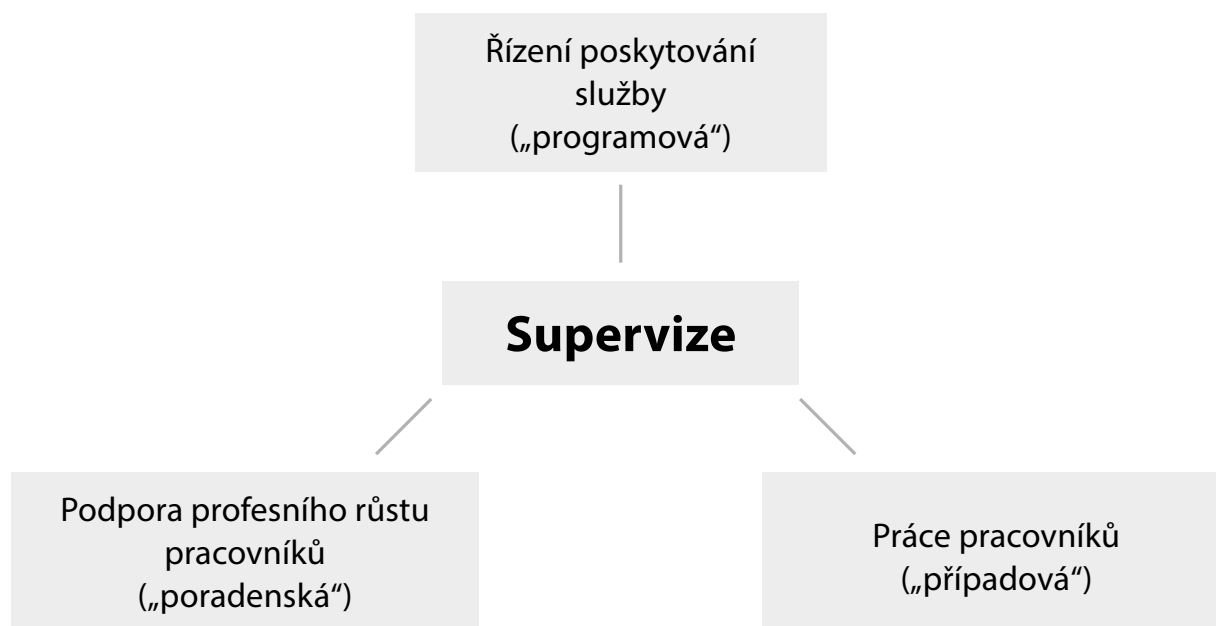 Řízení poskytování
služby
(„programová“)
Supervize
Podpora profesního růstu
pracovníků
(„poradenská“)
Práce pracovníků
(„případová“)